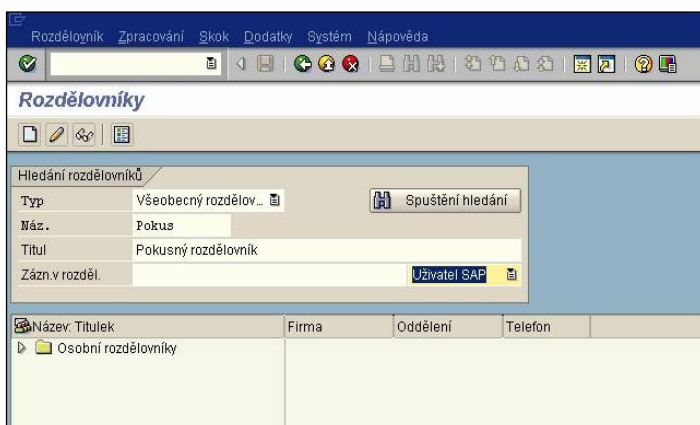 Rozdělovník Zpracování Skok Dodatky Systém Nápověda
Rozdělovníky
Hledání rozdělovníků
Typ Všeobecný rozdělov... Spuštění hledání
Náz. Pokus
Titul Pokusný rozdělovník
Zázn.v rozděl. Uživatel SAP
Název: Titulek Firma Oddělení Telefon
Osobní rozdělovníky